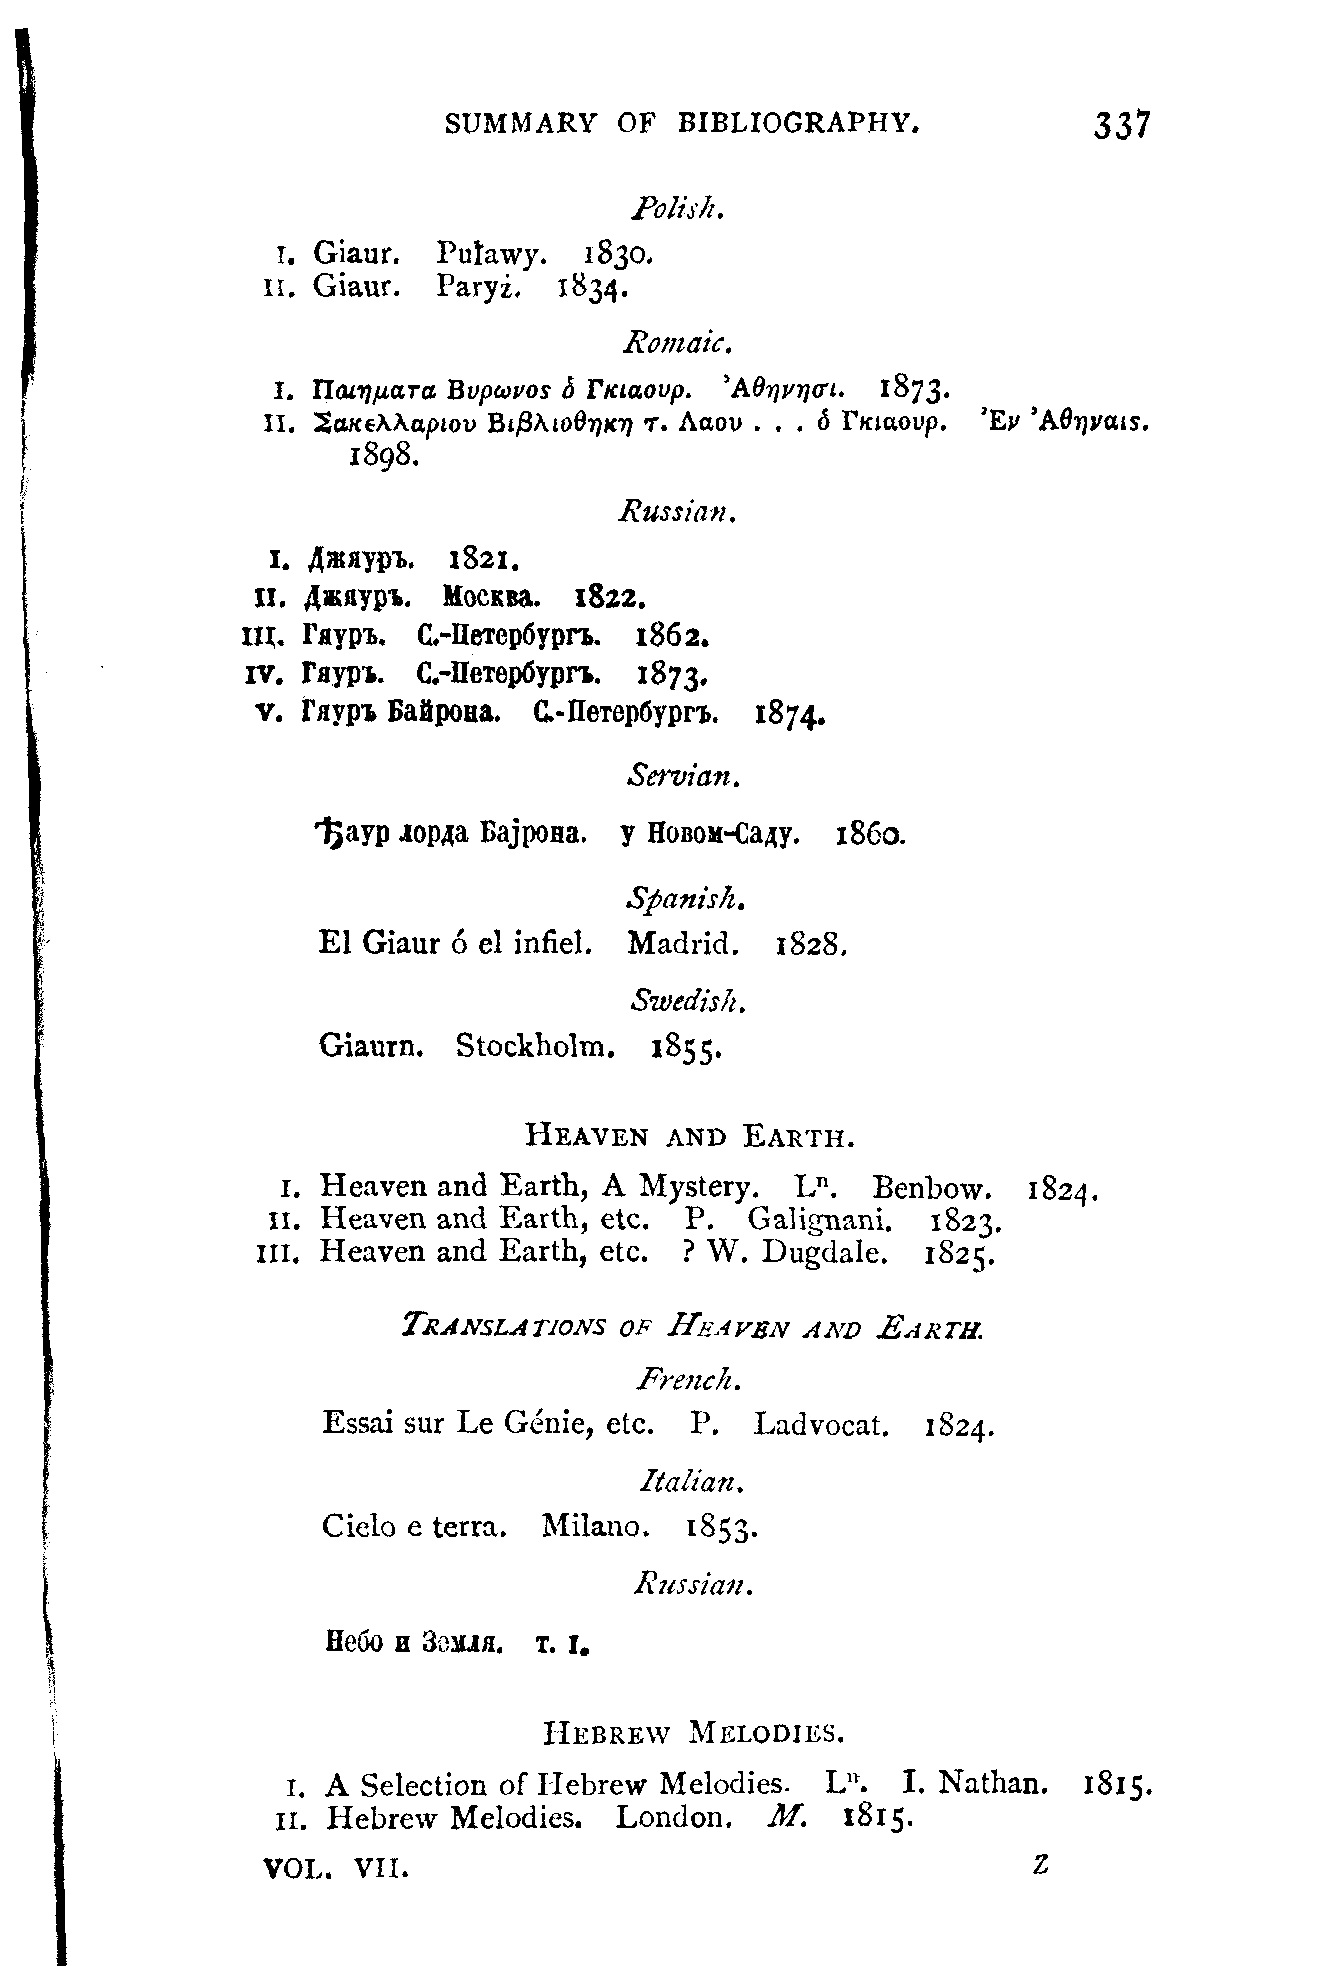 SUMMARY OF BIBLIOGRAPHY. 337
Polish.
I. Giaur. Puławy. 1830.
II. Giaur. Paryż. 1834.
Romaic.
I. Ποιηματα Βυρωνος ὁ Γκιαουρ. Ἀθηνησι. 1873.
II. Σακελλαριου Βιβλιοθηκη τ. Λαου . . . ὁ Γκιαουρ. Ἐν Ἀθηναις.
1898.
Russian.
I. Джяуръ. 1821.
II. Джяуръ. Москва. 1822.
III. Гяуръ. С.-Петербургъ. 1862.
IV. Гяуръ. С.-Петербургъ. 1873.
V. Гяуръ Байрона. С.-Петербургъ. 1874.
Servian.
Ђаур лорда Бајрона. у Новом-Саду. 1860.
Spanish.
El Giaur ó el infiel. Madrid. 1828.
Swedish.
Giaurn. Stockholm. 1855.
HEAVEN AND EARTH.
I. Heaven and Earth, A Mystery. Lⁿ. Benbow. 1824.
II. Heaven and Earth, etc. P. Galignani. 1823.
III. Heaven and Earth, etc. ? W. Dugdale. 1825.
TRANSLATIONS OF HEAVEN AND EARTH.
French.
Essai sur Le Génie, etc. P. Ladvocat. 1824.
Italian.
Cielo e terra. Milano. 1853.
Russian.
Небо и Земля. т. I.
HEBREW MELODIES.
I. A Selection of Hebrew Melodies. Lⁿ. I. Nathan. 1815.
II. Hebrew Melodies. London. M. 1815.
VOL. VII. Z